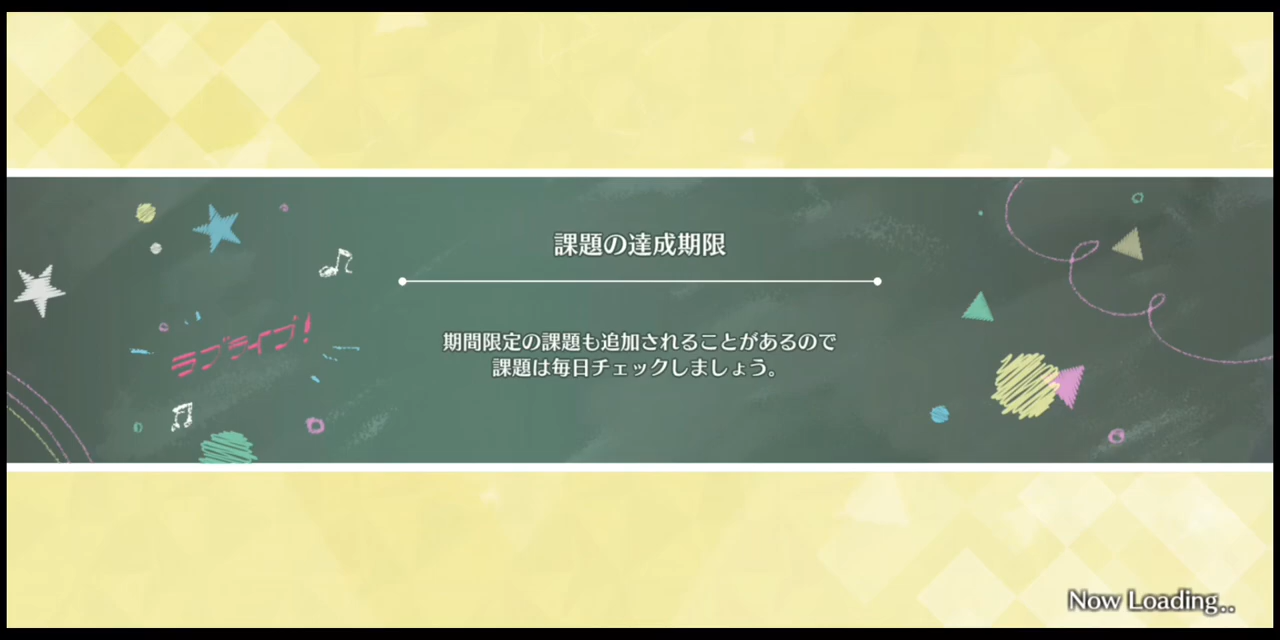 課題の達成期限
ラブライブ!
期間限定の課題も追加されることがあるので
課題は毎日チェックしましょう。
Now Loading..